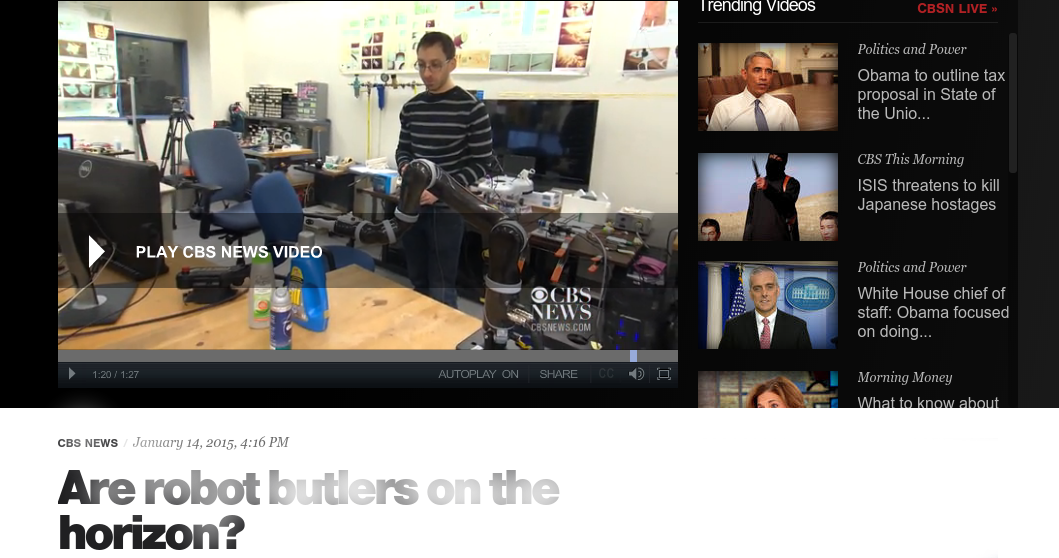 Trending Videos
CBSN LIVE »
Politics and Power
Obama to outline tax
proposal in State of
the Unio...
CBS This Morning
ISIS threatens to kill
Japanese hostages
Politics and Power
White House chief of
staff: Obama focused
on doing...
Morning Money
What to know about
PLAY CBS NEWS VIDEO
CBS
NEWS
CBSNEWS.COM
1:20 / 1:27
AUTOPLAY ON
SHARE
CC
CBS NEWS / January 14, 2015, 4:16 PM
Are robot butlers on the
horizon?